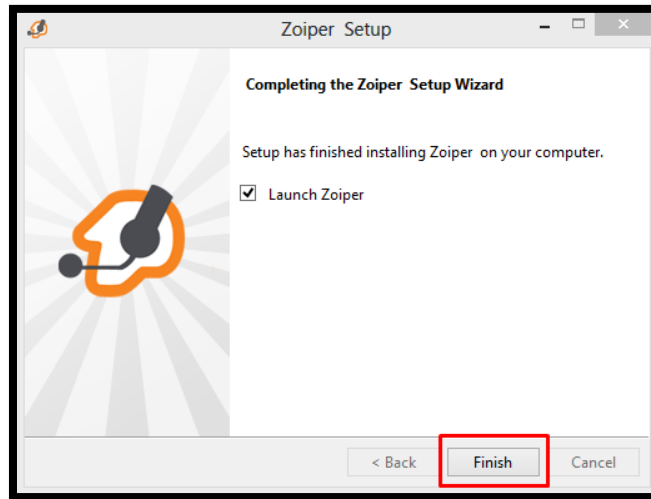 Zoiper Setup
Completing the Zoiper Setup Wizard
Setup has finished installing Zoiper on your computer.
Launch Zoiper
< Back Finish Cancel